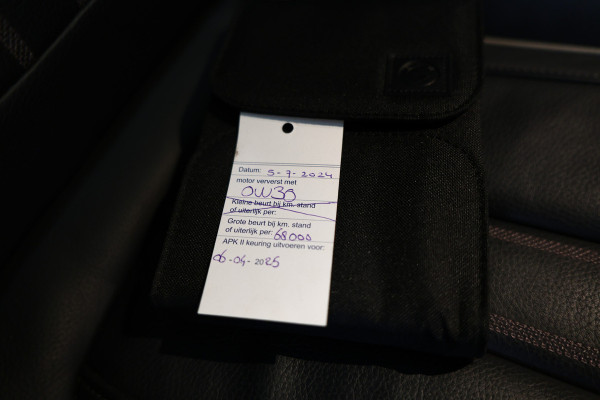 Datum: 5-7-2024
motor ververst met
0W30
Kleine beurt bij km. stand
of uiterlijk per:
Grote beurt bij km. stand
of uiterlijk per: 68000
APK II keuring uitvoeren voor:
06-04-2025